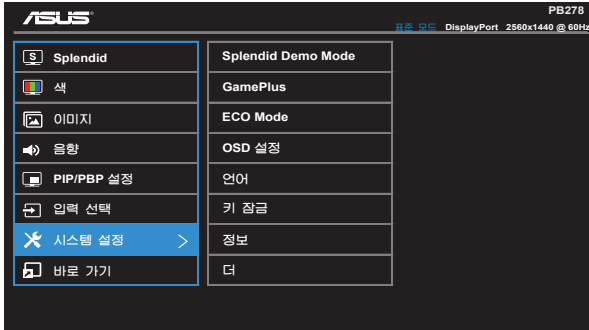 ASUS
PB278
표준 모드 DisplayPort 2560x1440 @ 60Hz
S Splendid
색
이미지
음향
PIP/PBP 설정
입력 선택
시스템 설정 >
바로 가기
Splendid Demo Mode
GamePlus
ECO Mode
OSD 설정
언어
키 잠금
정보
더